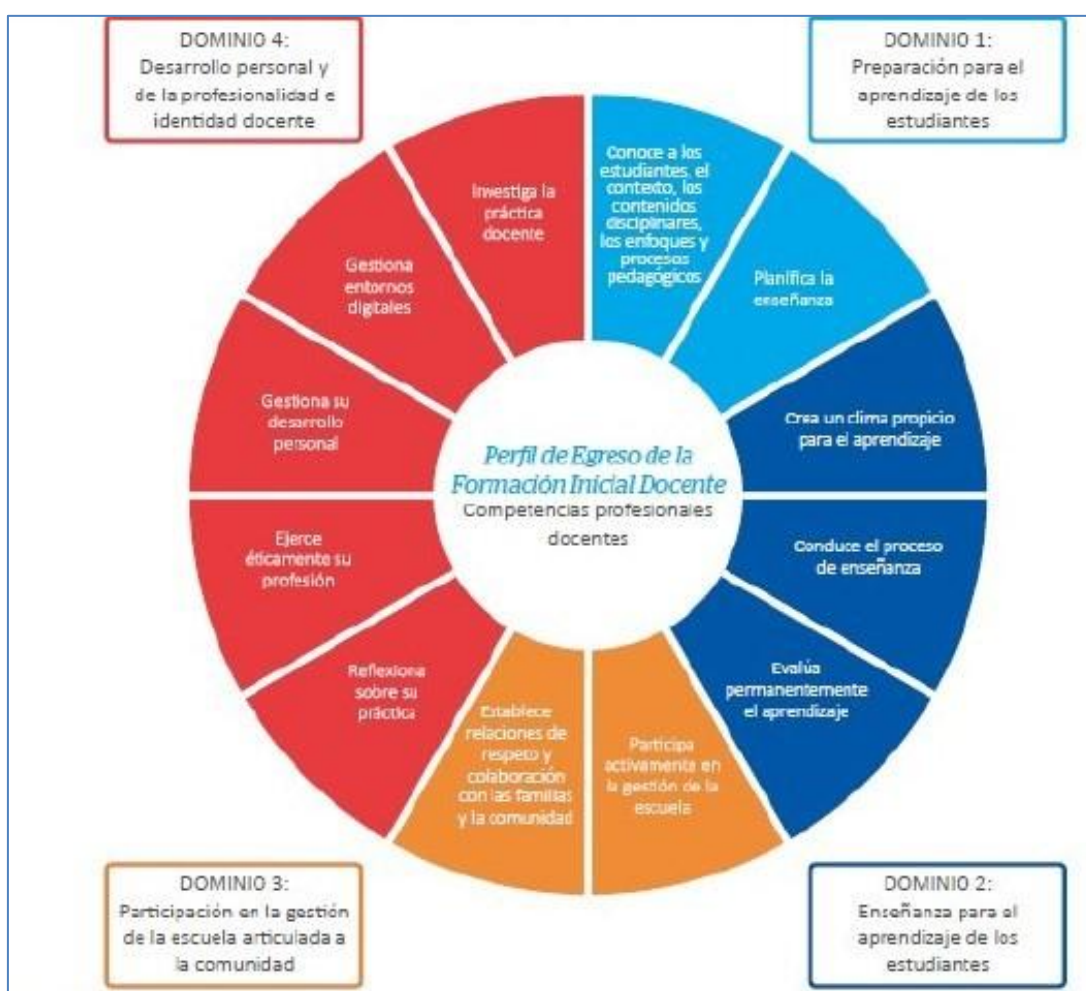 DOMINIO 4:
Desarrollo personal y
de la profesionalidad e
identidad docente
DOMINIO 1:
Preparación para el
aprendizaje de los
estudiantes
Conoce a los
estudiantes, el
contexto, los
contenidos
disciplinares,
los enfoques y
procesos
pedagógicos
Planifica la
enseñanza
Crea un clima propicio
para el aprendizaje
Conduce el proceso
de enseñanza
Evalúa
permanentemente
el aprendizaje
Participa
activamente en
la gestión de la
escuela
Establece
relaciones de
respeto y
colaboración
con las familias
y la comunidad
Reflexiona
sobre su
práctica
Ejerce
éticamente su
profesión
Gestiona su
desarrollo
personal
Gestiona
entornos
digitales
Investiga la
práctica
docente
Perfil de Egreso de la
Formación Inicial Docente
Competencias profesionales
docentes
DOMINIO 3:
Participación en la gestión
de la escuela articulada a
la comunidad
DOMINIO 2:
Enseñanza para el
aprendizaje de los
estudiantes